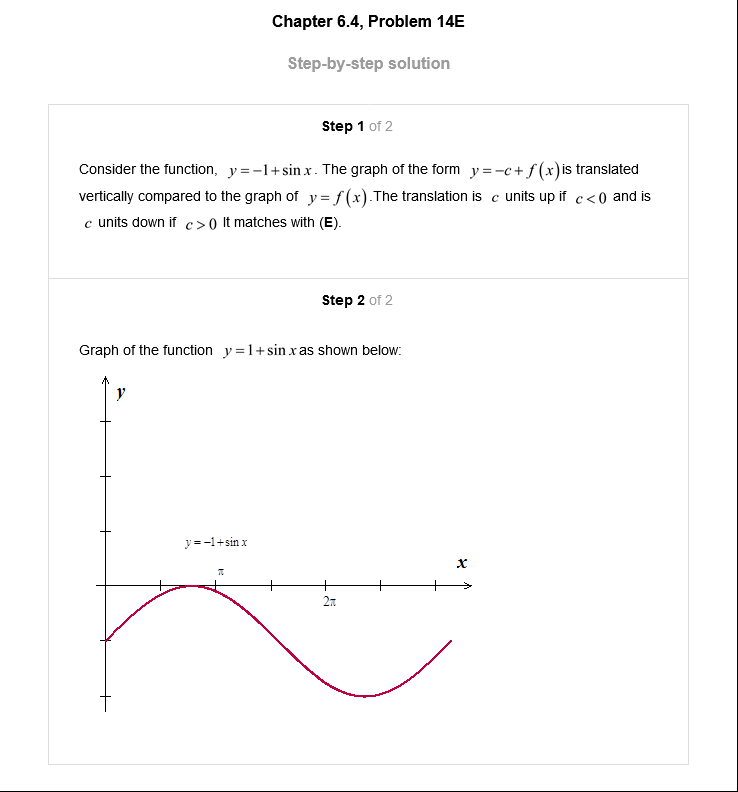 Chapter 6.4, Problem 14E
Step-by-step solution
Step 1 of 2
Consider the function, y = −1 + sin x. The graph of the form y = −c + f(x) is translated
vertically compared to the graph of y = f(x). The translation is c units up if c < 0 and is
c units down if c > 0 It matches with (E).
Step 2 of 2
Graph of the function y = 1 + sin x as shown below:
y
y = −1 + sin x
x
π
2π